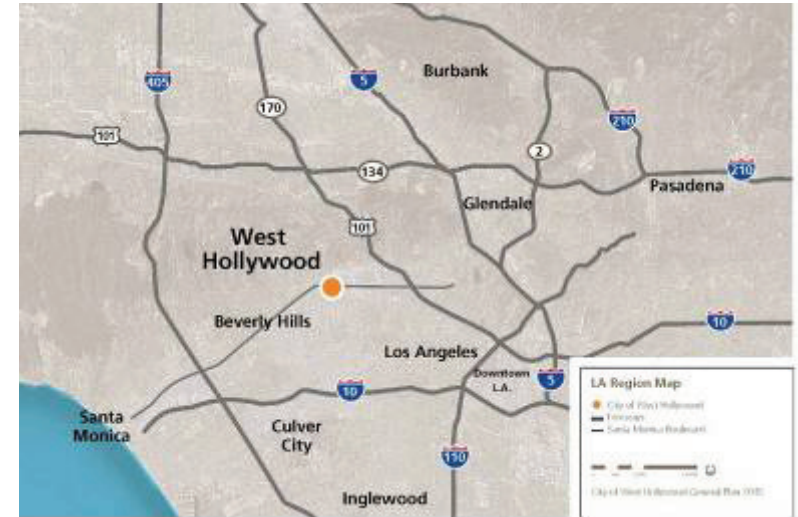 Burbank
405
5
170
210
101
2
134
210
Pasadena
Glendale
101
West
Hollywood
Beverly Hills
10
Los Angeles
Downtown
L.A.
5
10
LA Region Map
City of West Hollywood
Freeways
Santa Monica Boulevard
Santa
Monica
Culver
City
110
City of West Hollywood General Plan
Inglewood